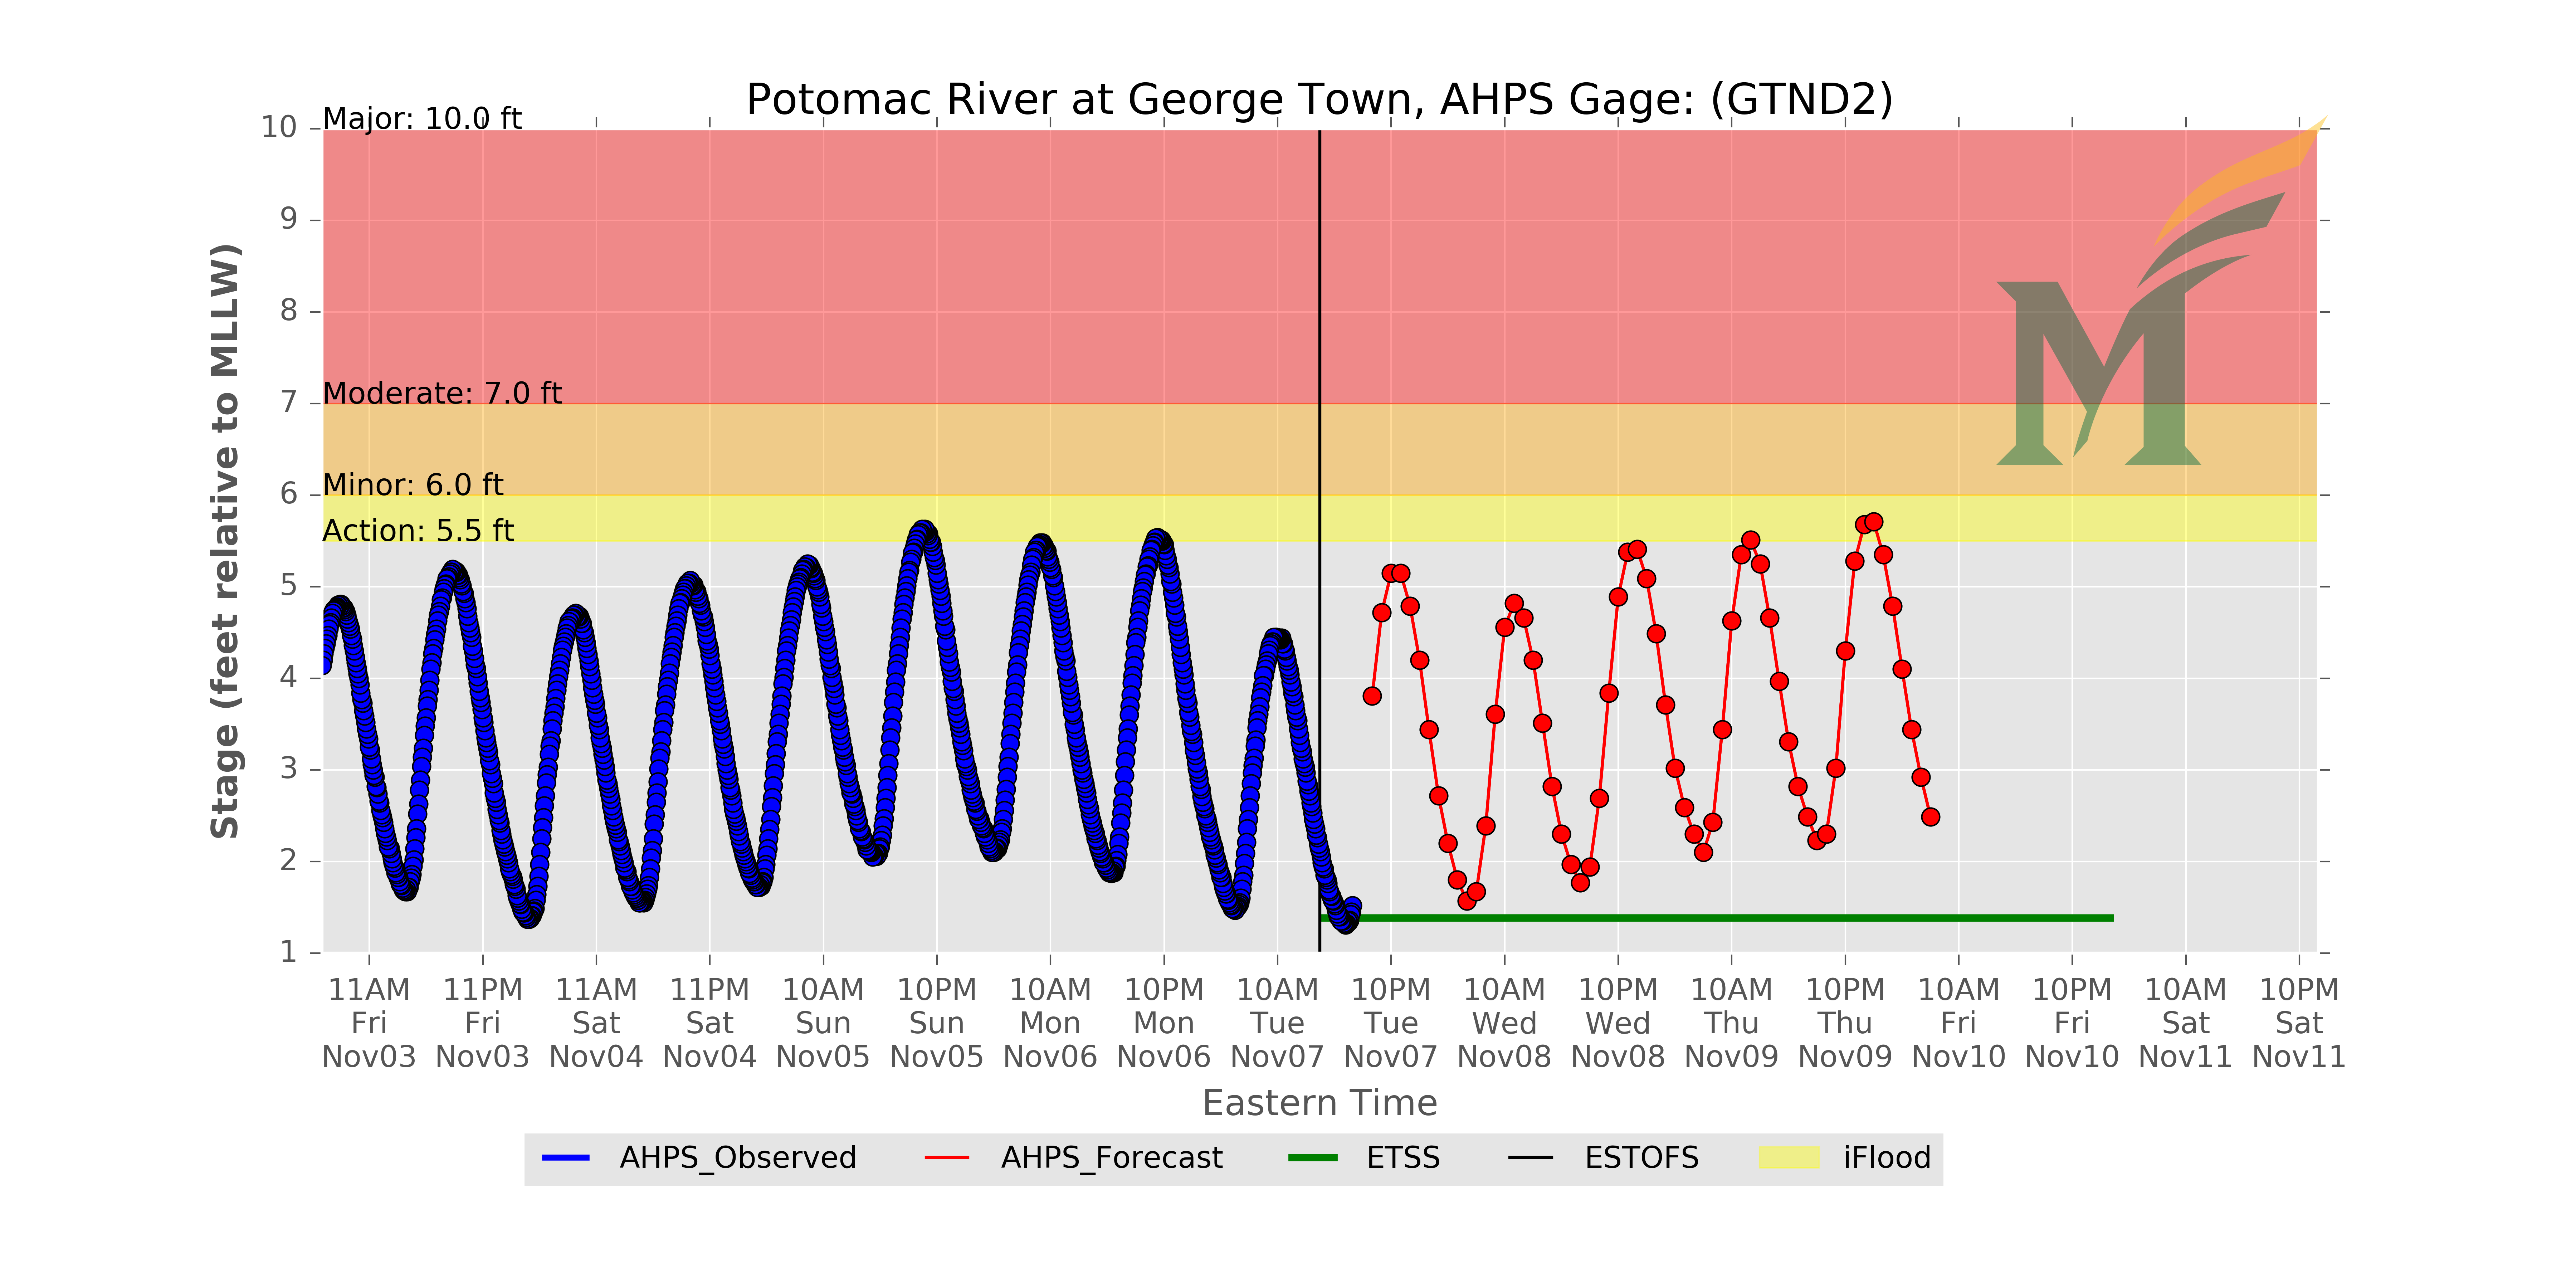 Potomac River at George Town, AHPS Gage: (GTND2)
Stage (feet relative to MLLW)
10
9
8
7
6
5
4
3
2
1
Major: 10.0 ft
Moderate: 7.0 ft
Minor: 6.0 ft
Action: 5.5 ft
M
11AM 11PM 11AM 11PM 10AM 10PM 10AM 10PM 10AM 10PM 10AM 10PM 10AM 10PM 10AM 10PM 10AM 10PM
Fri Fri Sat Sat Sun Sun Mon Mon Tue Tue Wed Wed Thu Thu Fri Fri Sat Sat
Nov03 Nov03 Nov04 Nov04 Nov05 Nov05 Nov06 Nov06 Nov07 Nov07 Nov08 Nov08 Nov09 Nov09 Nov10 Nov10 Nov11 Nov11
Eastern Time
AHPS_Observed AHPS_Forecast ETSS ESTOFS iFlood